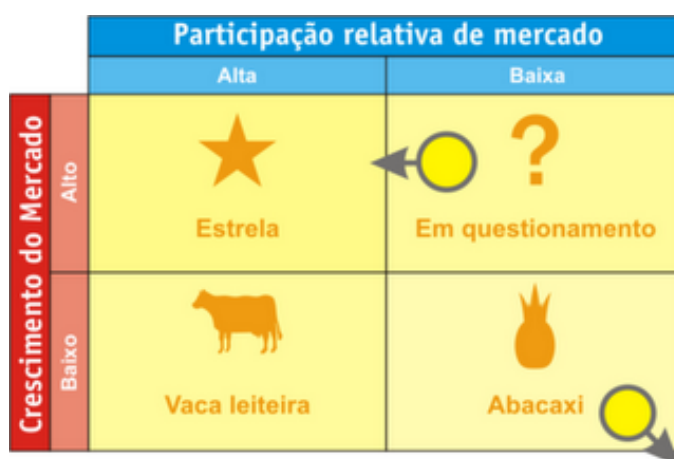 Participação relativa de mercado
Alta
Baixa
Crescimento do Mercado
Alto
?
Estrela
Em questionamento
Baixo
Vaca leiteira
Abacaxi